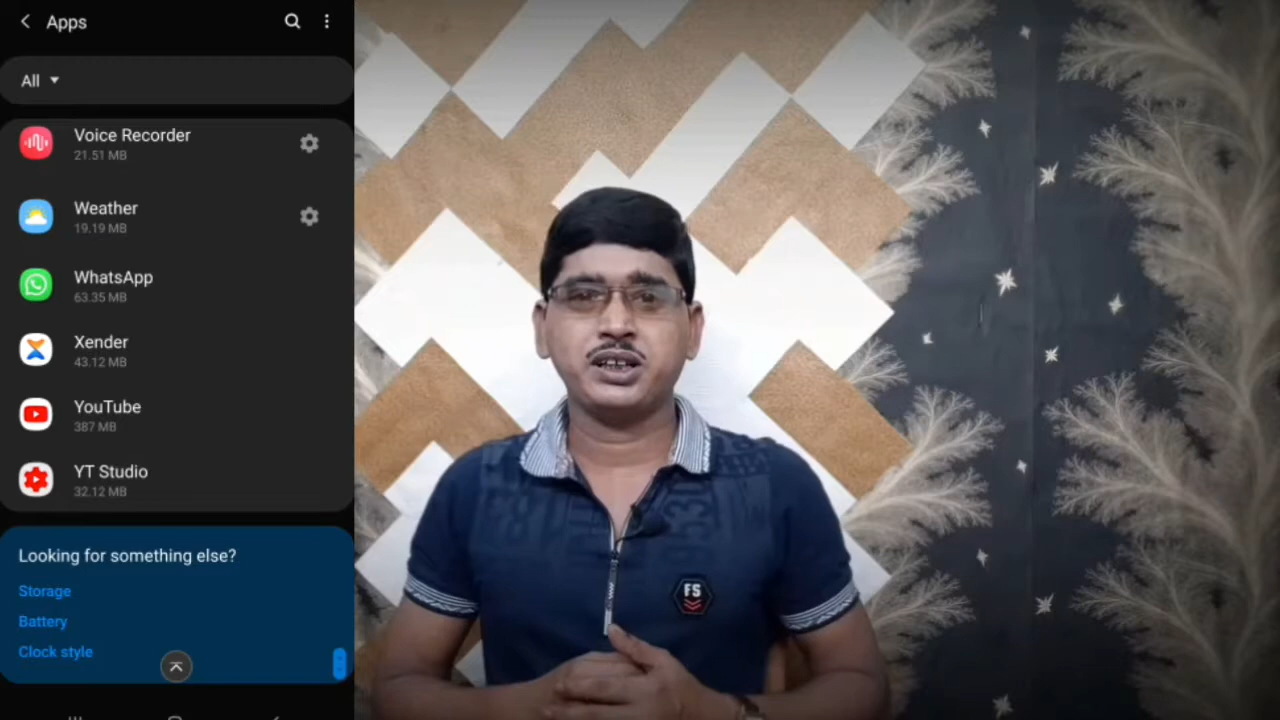 Apps
All
Voice Recorder
21.51 MB
Weather
19.19 MB
WhatsApp
63.35 MB
Xender
43.12 MB
YouTube
387 MB
YT Studio
32.12 MB
Looking for something else?
Storage
Battery
Clock style
FS